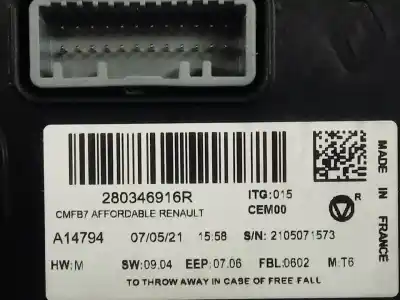 280346916R
ITG:015
CMFB7 AFFORDABLE RENAULT
CEM00
R
A14794 07/05/21 15:58 S/N: 2105071573
HW:M SW:09.04 EEP:07.06 FBL:0602 M:T6
TO THROW AWAY IN CASE OF FREE FALL
MADE IN FRANCE